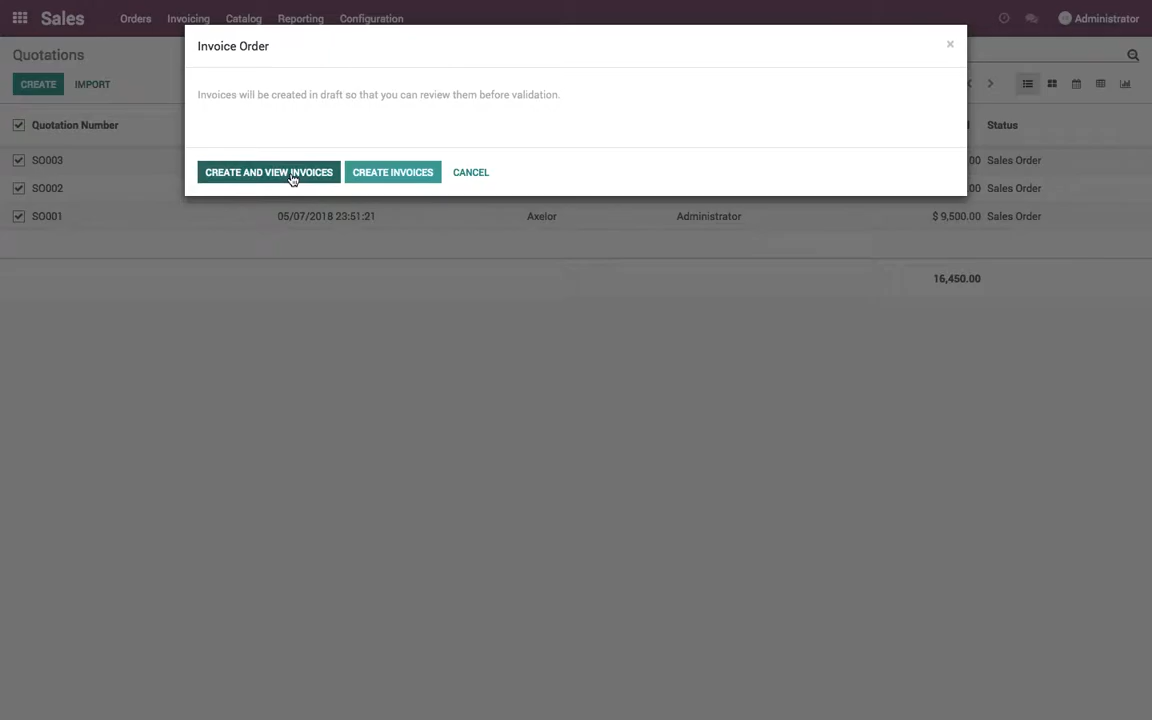 Sales Orders Invoicing Catalog Reporting Configuration Administrator
Quotations
Invoice Order ×
CREATE IMPORT
Invoices will be created in draft so that you can review them before validation.
Quotation Number Status
SO003 00 Sales Order
CREATE AND VIEW INVOICES CREATE INVOICES CANCEL
SO002 00 Sales Order
SO001 05/07/2018 23:51:21 Axelor Administrator $ 9,500.00 Sales Order
16,450.00